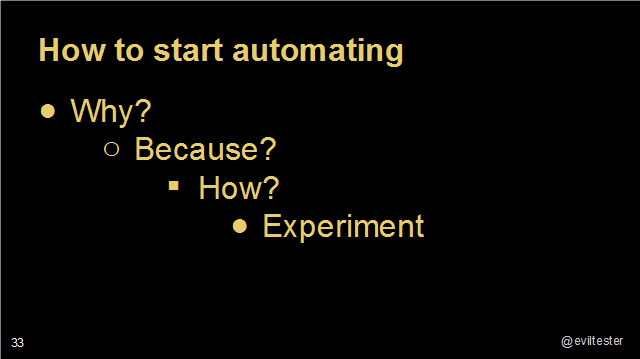 How to start automating
● Why?
○ Because?
■ How?
● Experiment
33
@eviltester